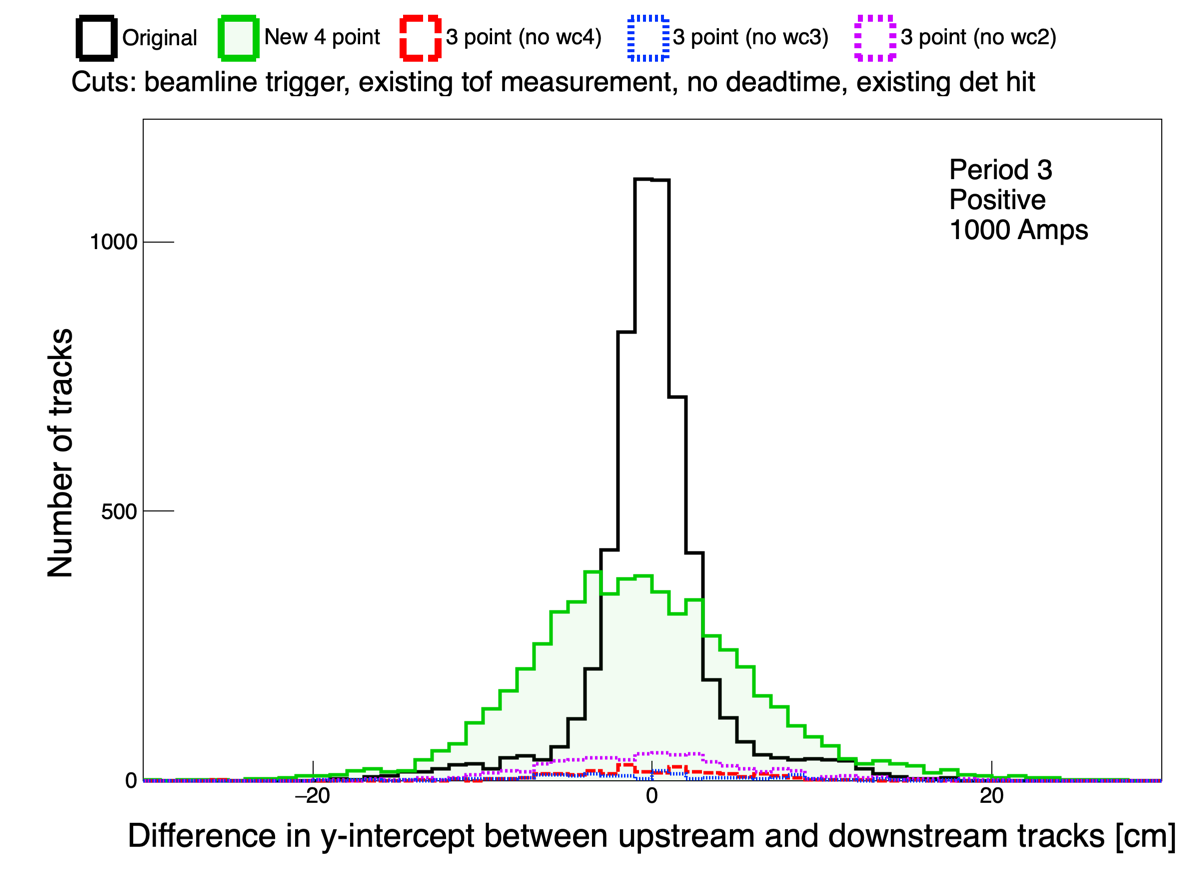 Original New 4 point 3 point (no wc4) 3 point (no wc3) 3 point (no wc2)
Cuts: beamline trigger, existing tof measurement, no deadtime, existing det hit
Period 3
Positive
1000 Amps
Number of tracks
1000
500
0
−20 0 20
Difference in y-intercept between upstream and downstream tracks [cm]